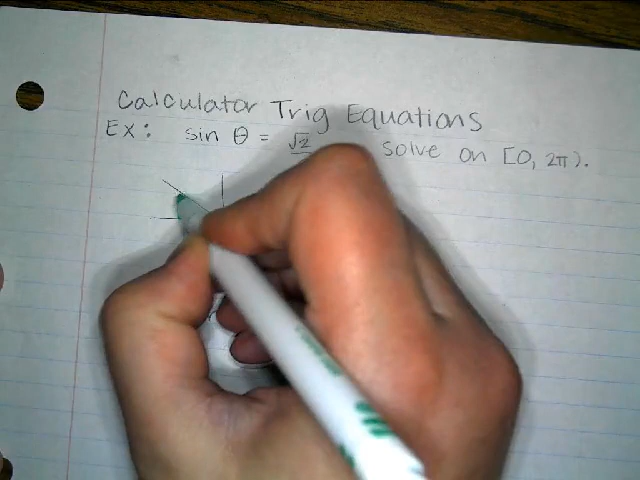 Calculator Trig Equations
Ex: sin θ = √2 solve on [0, 2π).